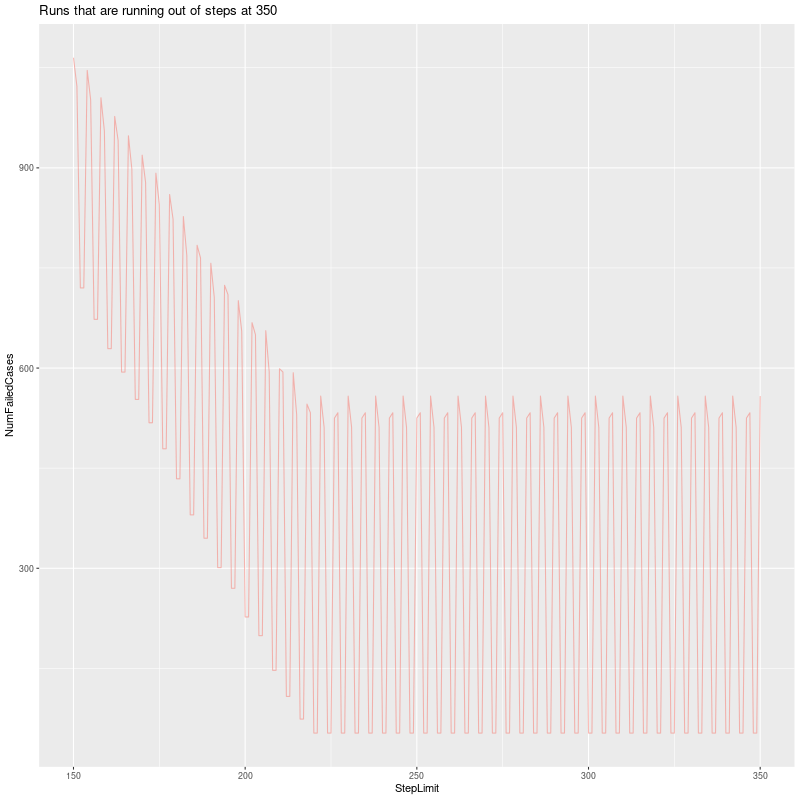 Runs that are running out of steps at 350
900
600
300
NumFailedCases
150 200 250 300 350
StepLimit